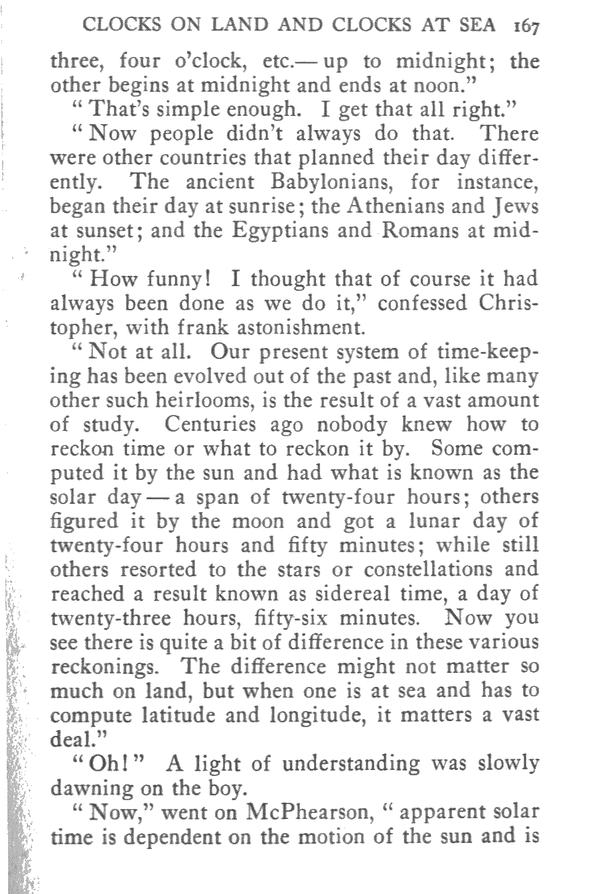 CLOCKS ON LAND AND CLOCKS AT SEA 167
three, four o'clock, etc.— up to midnight; the
other begins at midnight and ends at noon."
"That's simple enough. I get that all right."
"Now people didn't always do that. There
were other countries that planned their day differ-
ently. The ancient Babylonians, for instance,
began their day at sunrise; the Athenians and Jews
at sunset; and the Egyptians and Romans at mid-
night."
"How funny! I thought that of course it had
always been done as we do it," confessed Chris-
topher, with frank astonishment.
"Not at all. Our present system of time-keep-
ing has been evolved out of the past and, like many
other such heirlooms, is the result of a vast amount
of study. Centuries ago nobody knew how to
reckon time or what to reckon it by. Some com-
puted it by the sun and had what is known as the
solar day — a span of twenty-four hours; others
figured it by the moon and got a lunar day of
twenty-four hours and fifty minutes; while still
others resorted to the stars or constellations and
reached a result known as sidereal time, a day of
twenty-three hours, fifty-six minutes. Now you
see there is quite a bit of difference in these various
reckonings. The difference might not matter so
much on land, but when one is at sea and has to
compute latitude and longitude, it matters a vast
deal."
"Oh!" A light of understanding was slowly
dawning on the boy.
"Now," went on McPhearson, "apparent solar
time is dependent on the motion of the sun and is